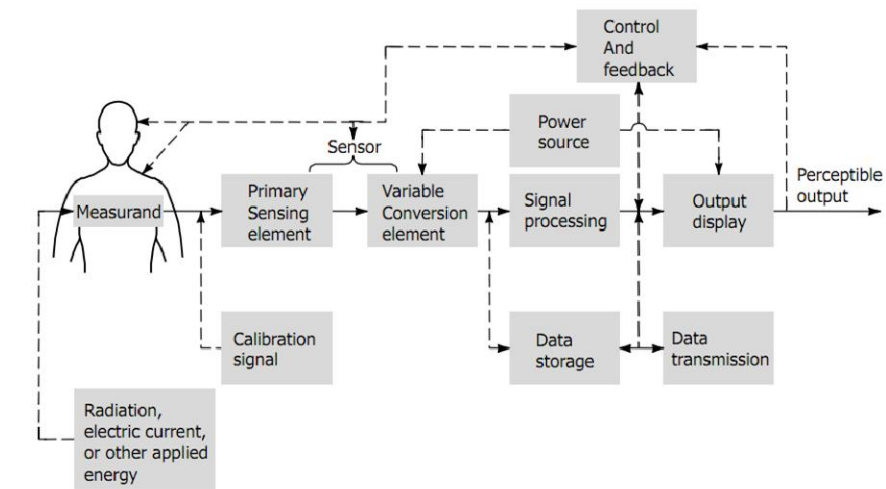 Control
And
feedback
Power
source
Sensor
Perceptible
output
Measurand
Primary
Sensing
element
Variable
Conversion
element
Signal
processing
Output
display
Calibration
signal
Data
storage
Data
transmission
Radiation,
electric current,
or other applied
energy